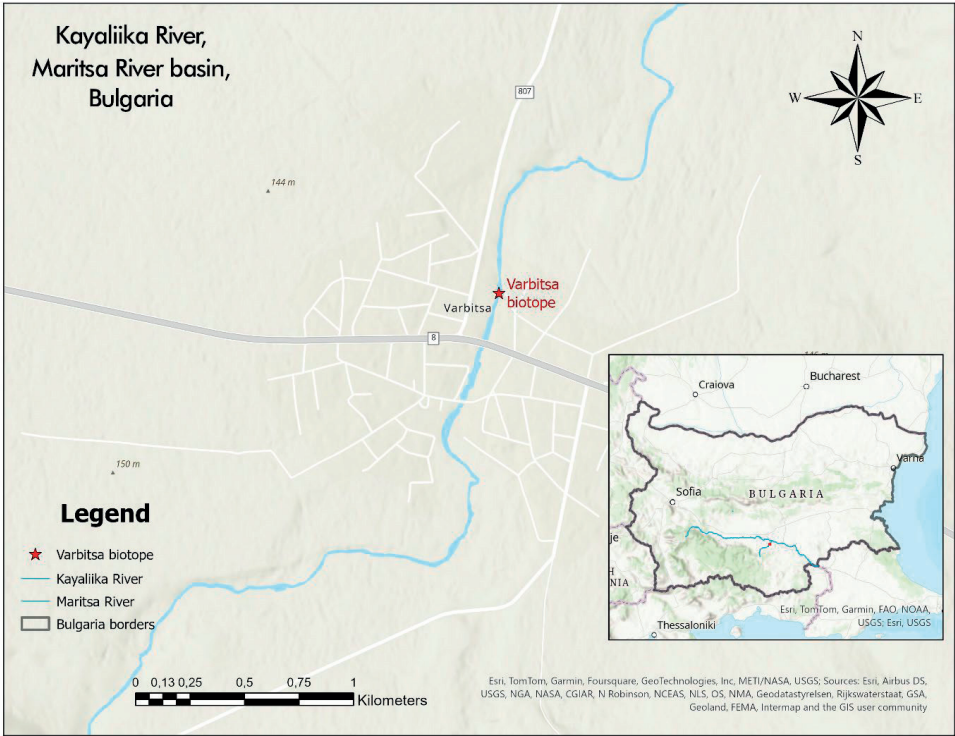 Kayaliika River,
Maritsa River basin,
Bulgaria
N
W
E
S
807
144 m
Varbitsa
biotope
Varbitsa
8
150 m
Legend
Varbitsa biotope
Kayaliika River
Maritsa River
Bulgaria borders
0 0,13 0,25 0,5 0,75 1
Kilometers
Craiova
Bucharest
Varna
Sofia
BULGARIA
je
H
NIA
Thessaloniki
Esri, TomTom, Garmin, FAO, NOAA,
USGS; Esri, USGS
Esri, TomTom, Garmin, Foursquare, GeoTechnologies, Inc, METI/NASA, USGS; Sources: Esri, Airbus DS,
USGS, NGA, NASA, CGIAR, N Robinson, NCEAS, NLS, OS, NMA, Geodatastyrelsen, Rijkswaterstaat, GSA,
Geoland, FEMA, Intermap and the GIS user community